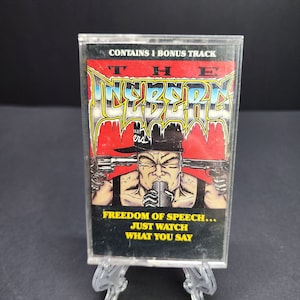 CONTAINS 1 BONUS TRACK
THE
ICEBERG
FREEDOM OF SPEECH...
JUST WATCH
WHAT YOU SAY